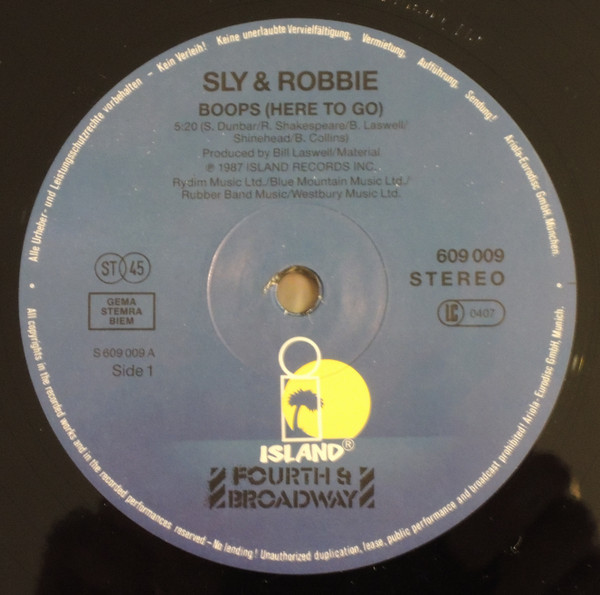 Alle Urheber- und Leistungsschutzrechte vorbehalten – Kein Verleih! Keine unerlaubte Vervielfältigung, Vermietung, Aufführung, Sendung! Ariola-Eurodisc GmbH, München.
SLY & ROBBIE
BOOPS (HERE TO GO)
5:20 (S. Dunbar/R. Shakespeare/B. Laswell/
Shinehead/B. Collins)
Produced by Bill Laswell/Material
℗ 1987 ISLAND RECORDS INC.
Rydim Music Ltd./Blue Mountain Music Ltd./
Rubber Band Music/Westbury Music Ltd.
ST 45
GEMA
STEMRA
BIEM
S 609 009 A
Side 1
609 009
STEREO
LC 0407
ISLAND®
FOURTH &
BROADWAY
All copyrights in the recorded works and in the recorded performances reserved – No lending! Unauthorized duplication, lease, public performance and broadcast prohibited! Ariola-Eurodisc GmbH, Munich.